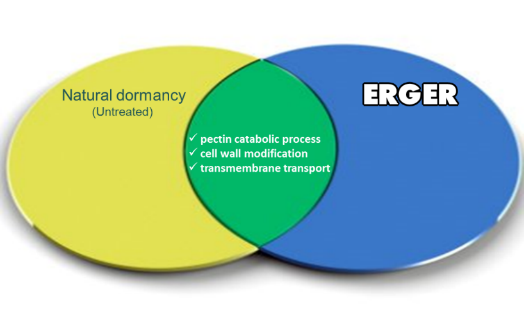 Natural dormancy
(Untreated)
ERGER
✓ pectin catabolic process
✓ cell wall modification
✓ transmembrane transport